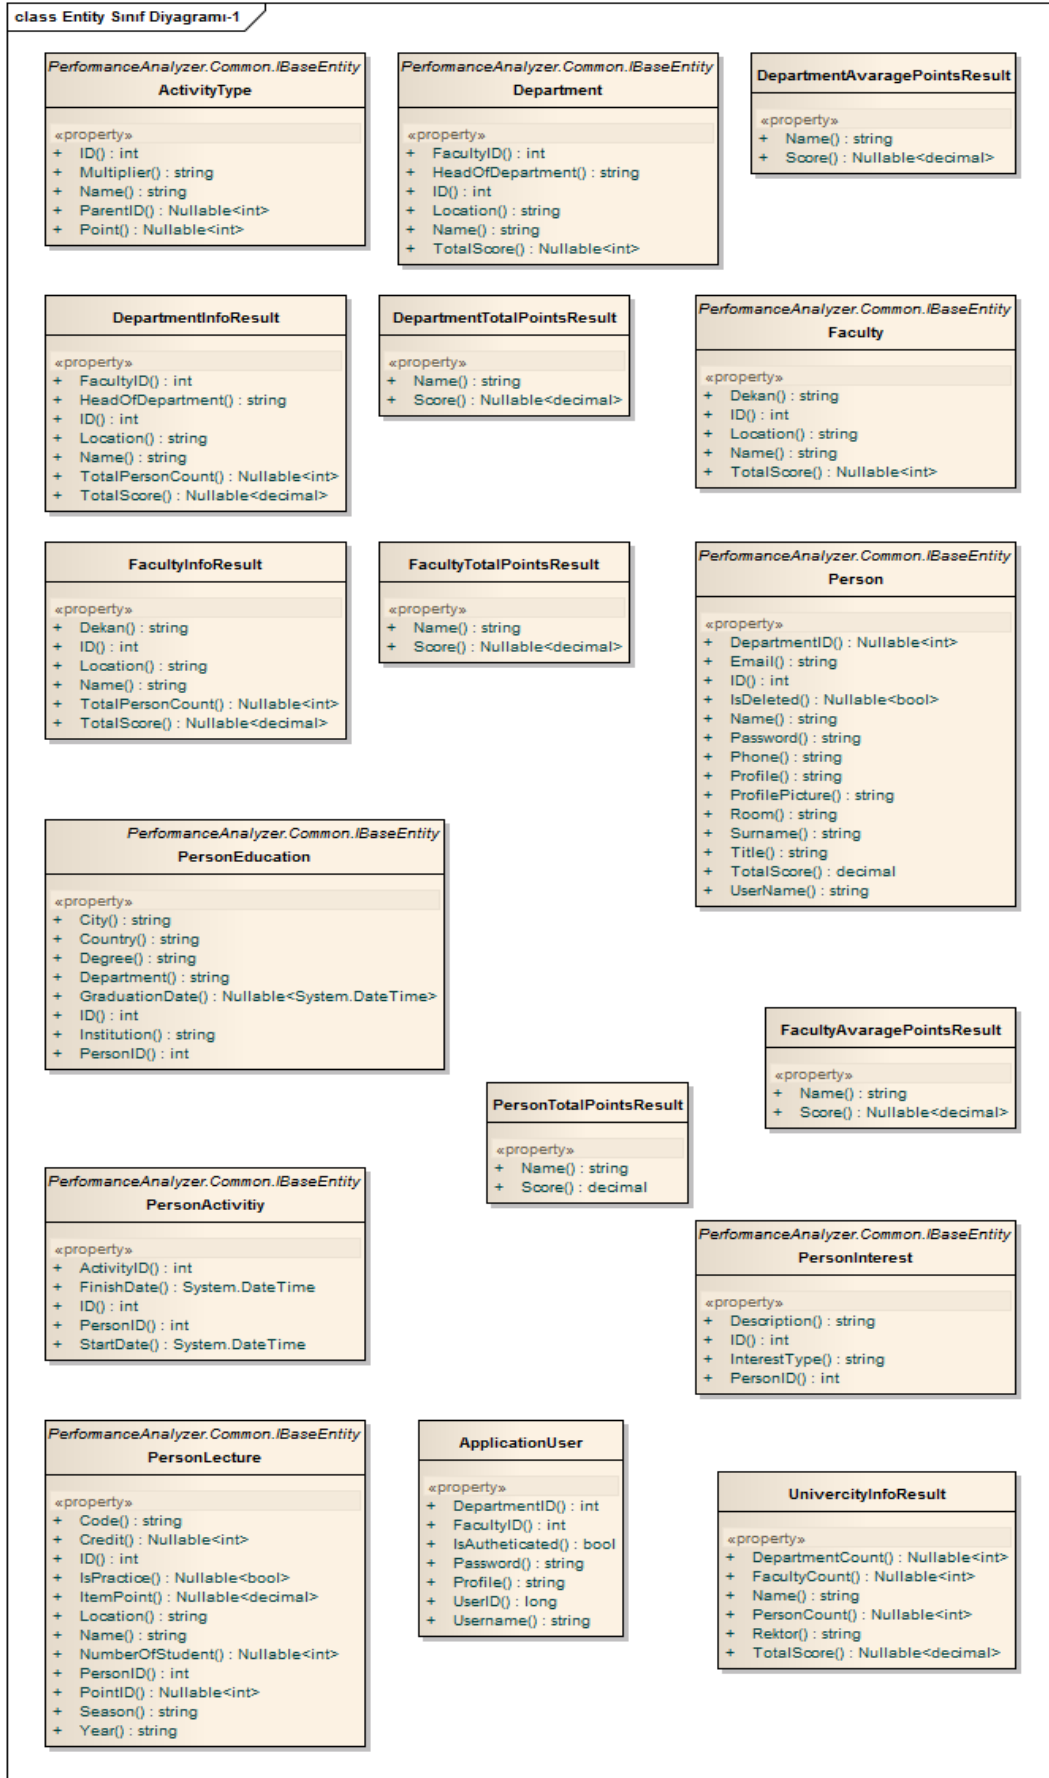 class Entity Sınıf Diyagramı-1
PerformanceAnalyzer.Common.IBaseEntity
ActivityType
«property»
+ ID() : int
+ Multiplier() : string
+ Name() : string
+ ParentID() : Nullable<int>
+ Point() : Nullable<int>
PerformanceAnalyzer.Common.IBaseEntity
Department
«property»
+ FacultyID() : int
+ HeadOfDepartment() : string
+ ID() : int
+ Location() : string
+ Name() : string
+ TotalScore() : Nullable<int>
DepartmentAvaragePointsResult
«property»
+ Name() : string
+ Score() : Nullable<decimal>
DepartmentInfoResult
«property»
+ FacultyID() : int
+ HeadOfDepartment() : string
+ ID() : int
+ Location() : string
+ Name() : string
+ TotalPersonCount() : Nullable<int>
+ TotalScore() : Nullable<decimal>
DepartmentTotalPointsResult
«property»
+ Name() : string
+ Score() : Nullable<decimal>
PerformanceAnalyzer.Common.IBaseEntity
Faculty
«property»
+ Dekan() : string
+ ID() : int
+ Location() : string
+ Name() : string
+ TotalScore() : Nullable<int>
FacultyInfoResult
«property»
+ Dekan() : string
+ ID() : int
+ Location() : string
+ Name() : string
+ TotalPersonCount() : Nullable<int>
+ TotalScore() : Nullable<decimal>
FacultyTotalPointsResult
«property»
+ Name() : string
+ Score() : Nullable<decimal>
PerformanceAnalyzer.Common.IBaseEntity
Person
«property»
+ DepartmentID() : Nullable<int>
+ Email() : string
+ ID() : int
+ IsDeleted() : Nullable<bool>
+ Name() : string
+ Password() : string
+ Phone() : string
+ Profile() : string
+ ProfilePicture() : string
+ Room() : string
+ Surname() : string
+ Title() : string
+ TotalScore() : decimal
+ UserName() : string
PerformanceAnalyzer.Common.IBaseEntity
PersonEducation
«property»
+ City() : string
+ Country() : string
+ Degree() : string
+ Department() : string
+ GraduationDate() : Nullable<System.DateTime>
+ ID() : int
+ Institution() : string
+ PersonID() : int
FacultyAvaragePointsResult
«property»
+ Name() : string
+ Score() : Nullable<decimal>
PersonTotalPointsResult
«property»
+ Name() : string
+ Score() : decimal
PerformanceAnalyzer.Common.IBaseEntity
PersonActivitiy
«property»
+ ActivityID() : int
+ FinishDate() : System.DateTime
+ ID() : int
+ PersonID() : int
+ StartDate() : System.DateTime
PerformanceAnalyzer.Common.IBaseEntity
PersonInterest
«property»
+ Description() : string
+ ID() : int
+ InterestType() : string
+ PersonID() : int
PerformanceAnalyzer.Common.IBaseEntity
PersonLecture
«property»
+ Code() : string
+ Credit() : Nullable<int>
+ ID() : int
+ IsPractice() : Nullable<bool>
+ ItemPoint() : Nullable<decimal>
+ Location() : string
+ Name() : string
+ NumberOfStudent() : Nullable<int>
+ PersonID() : int
+ PointID() : Nullable<int>
+ Season() : string
+ Year() : string
ApplicationUser
«property»
+ DepartmentID() : int
+ FacultyID() : int
+ IsAutheticated() : bool
+ Password() : string
+ Profile() : string
+ UserID() : long
+ Username() : string
UnivercityInfoResult
«property»
+ DepartmentCount() : Nullable<int>
+ FacultyCount() : Nullable<int>
+ Name() : string
+ PersonCount() : Nullable<int>
+ Rektor() : string
+ TotalScore() : Nullable<decimal>